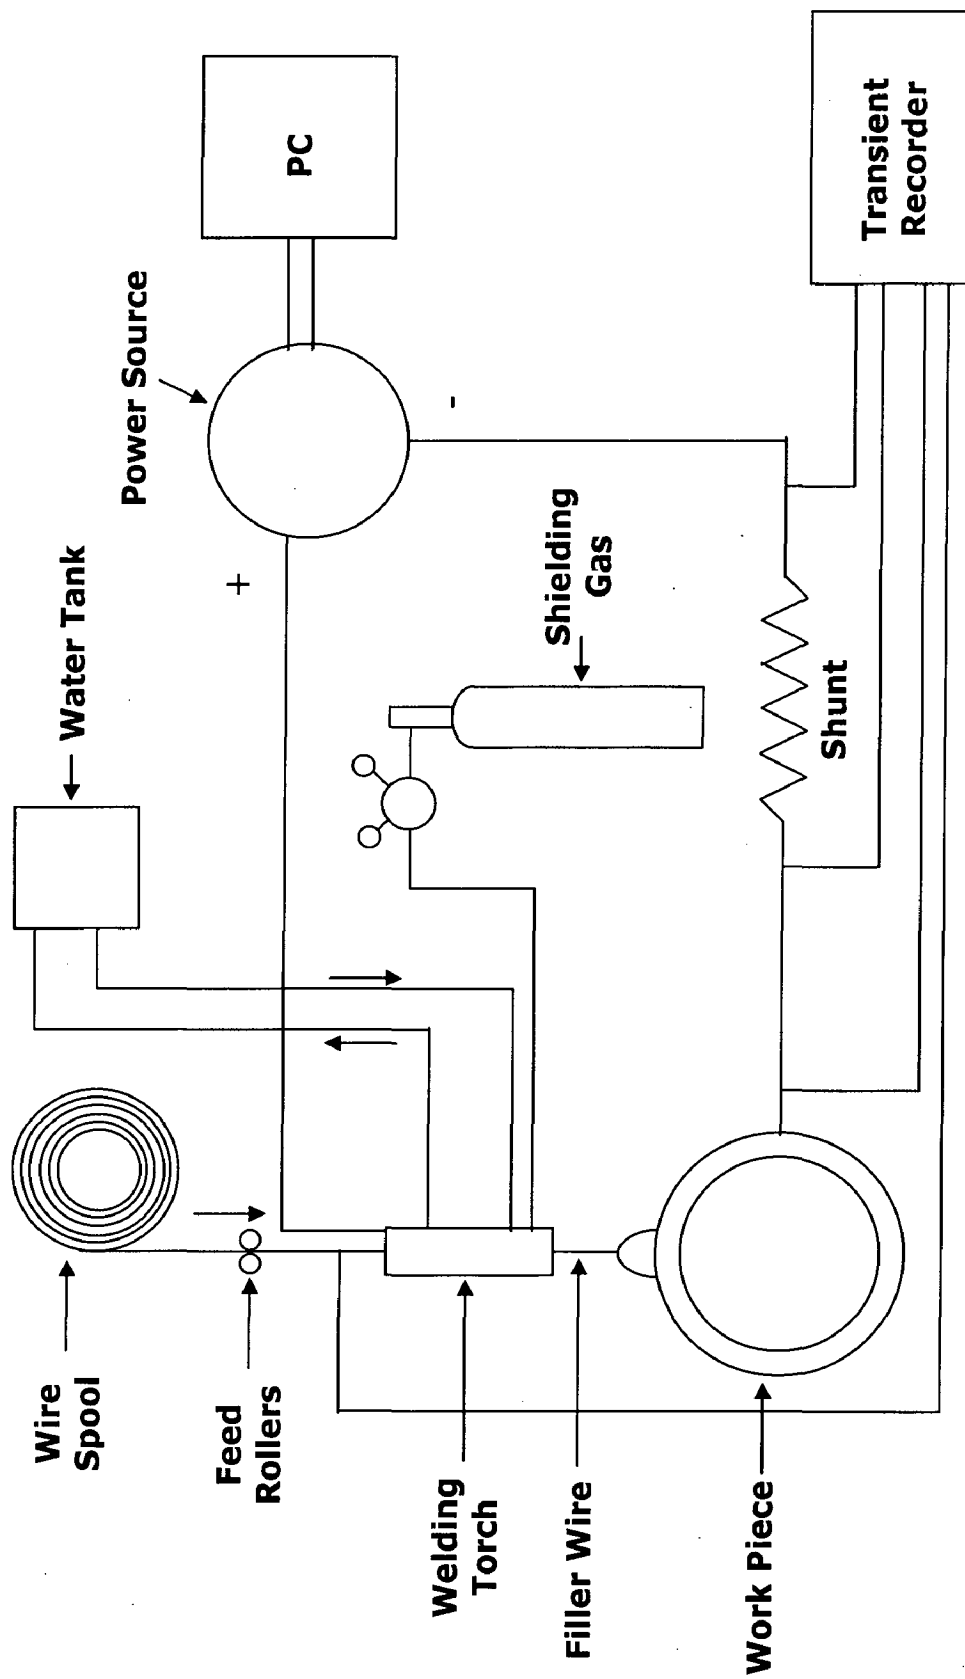 Wire
Spool
Water Tank
Feed
Rollers
+
Power Source
PC
Welding
Torch
-
Filler Wire
Shielding
Gas
Work Piece
Shunt
Transient
Recorder